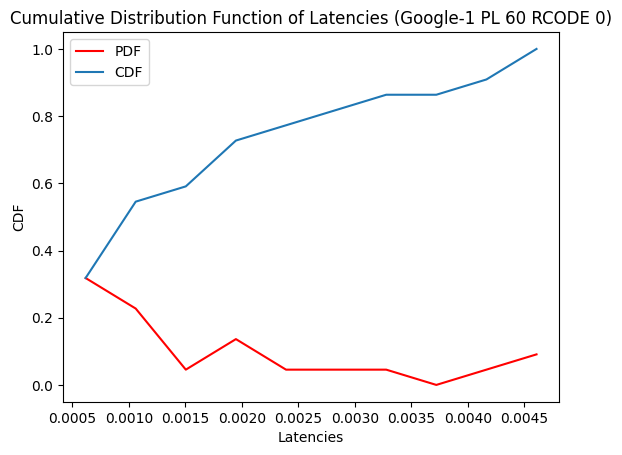 Cumulative Distribution Function of Latencies (Google-1 PL 60 RCODE 0)
PDF
CDF
1.0
0.8
0.6
0.4
0.2
0.0
CDF
0.0005 0.0010 0.0015 0.0020 0.0025 0.0030 0.0035 0.0040 0.0045
Latencies